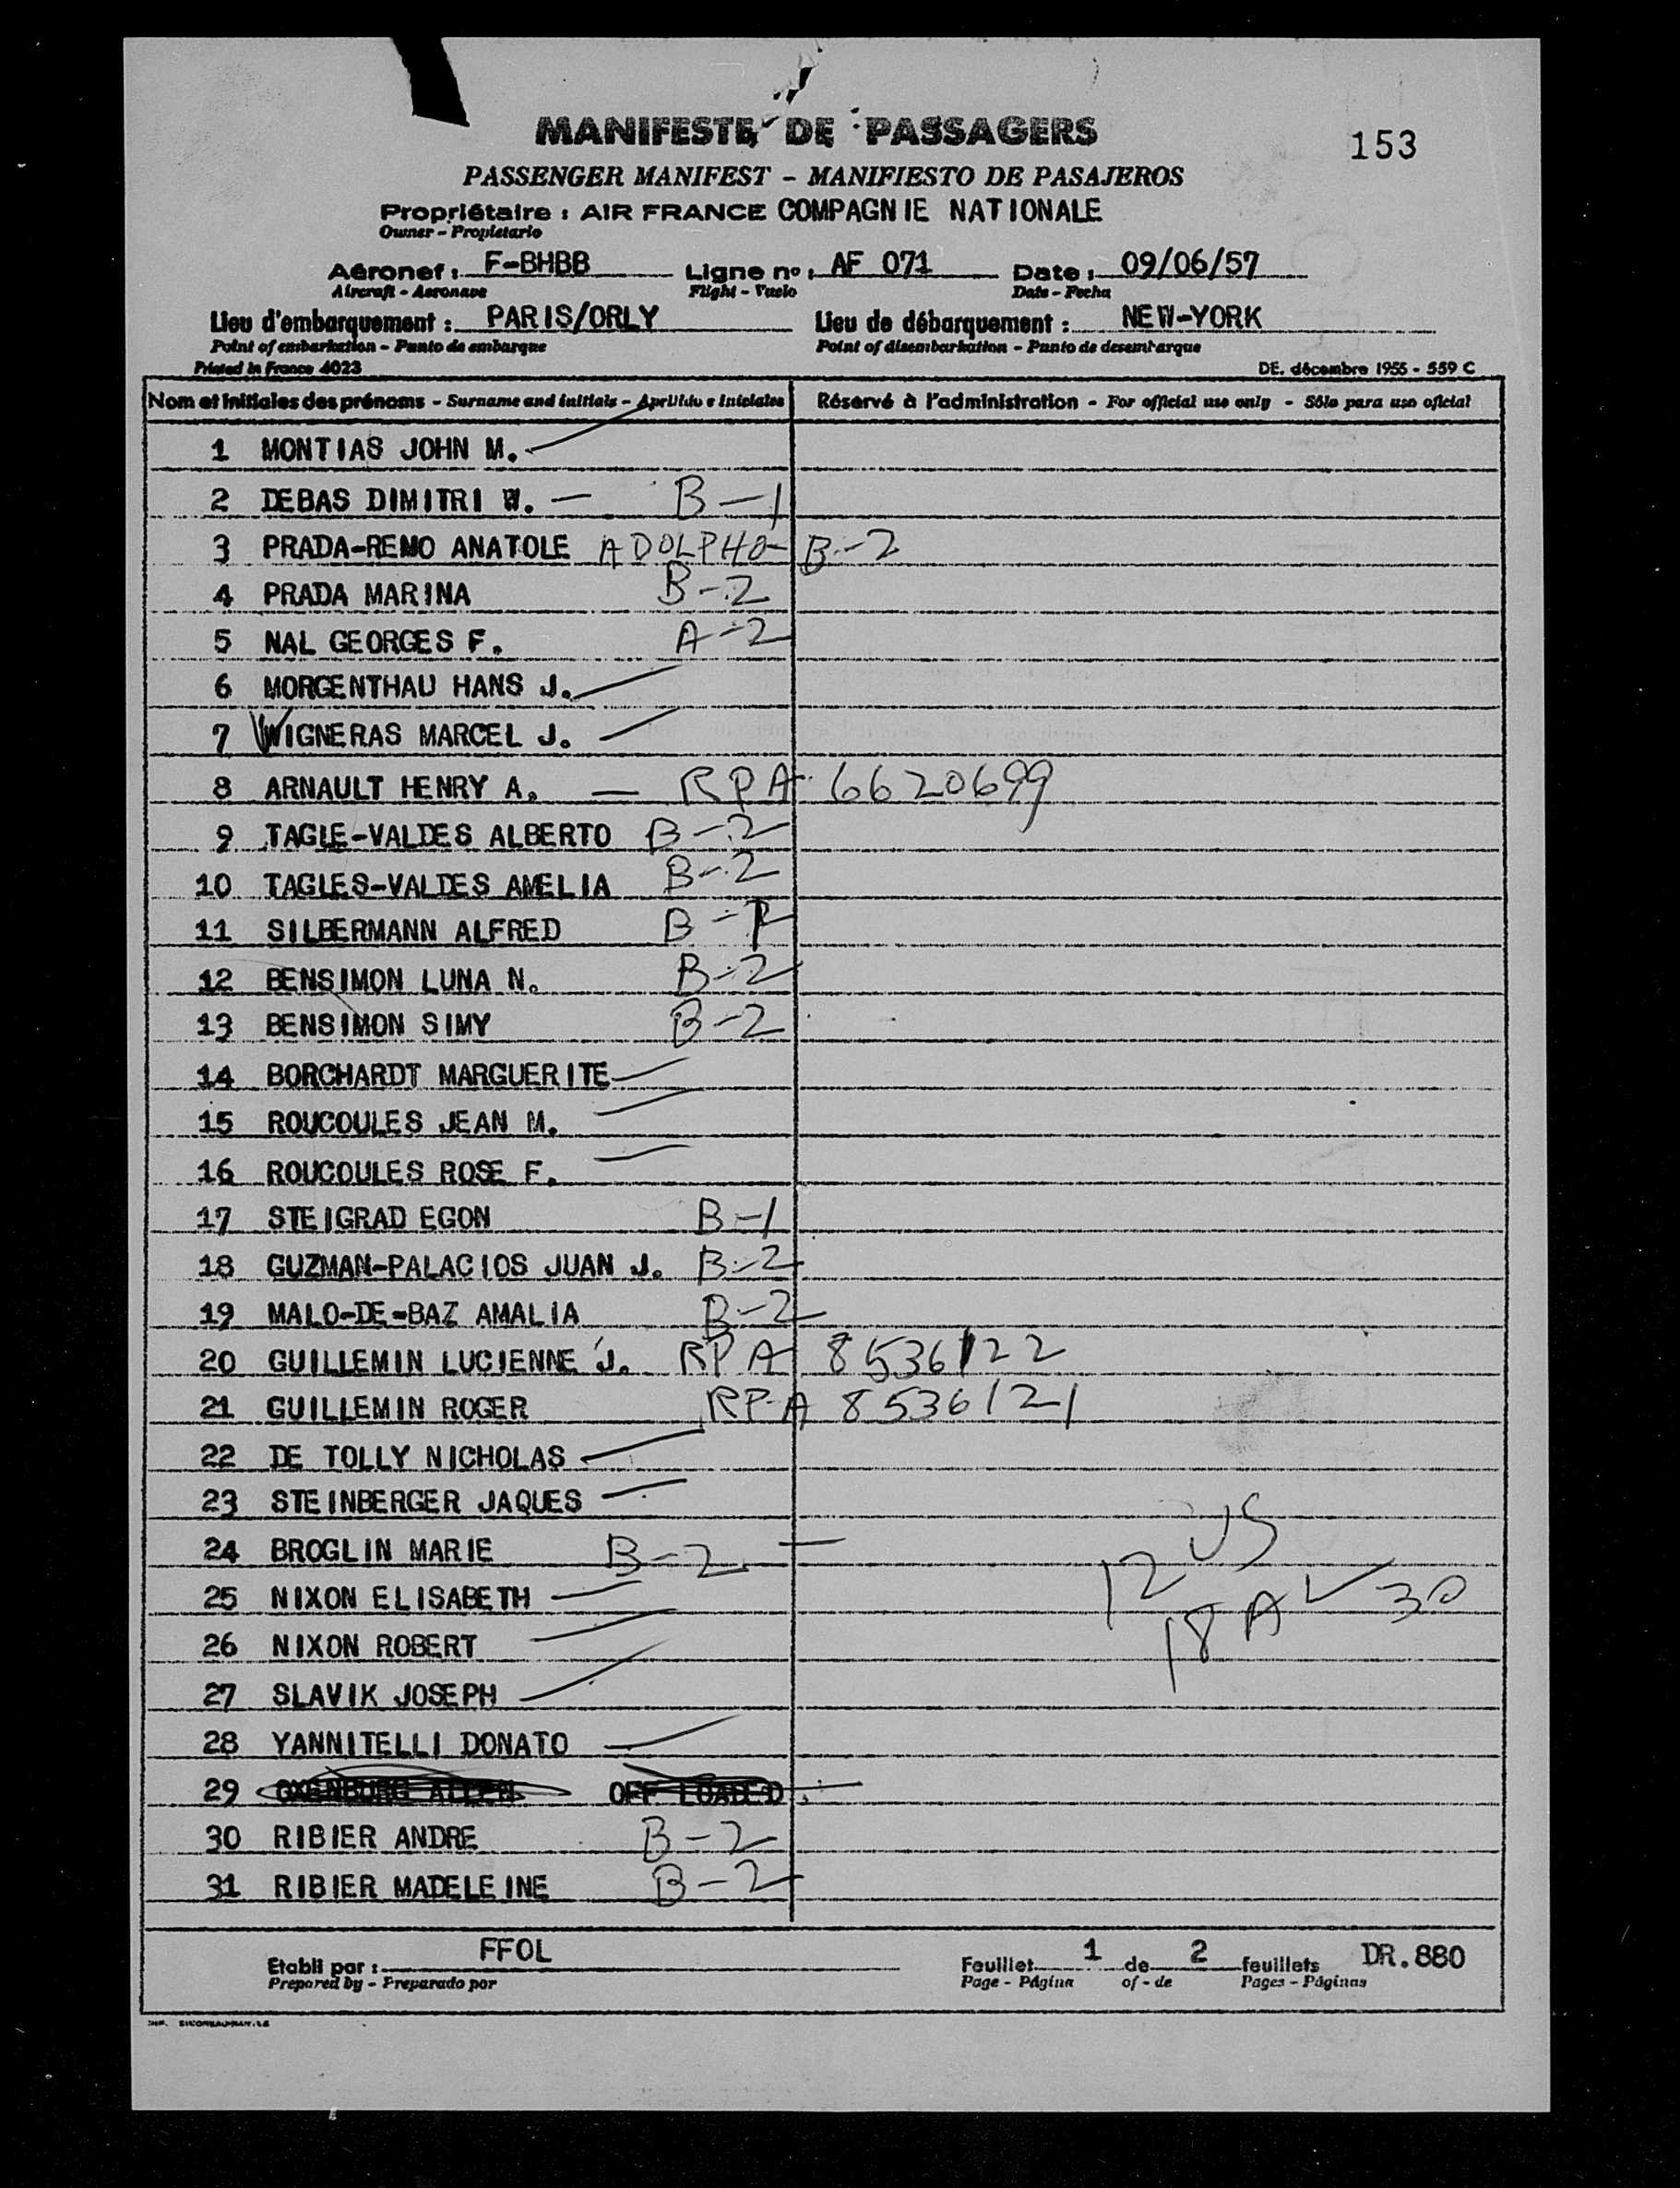 MANIFESTE DE PASSAGERS
153
PASSENGER MANIFEST - MANIFIESTO DE PASAJEROS
Propriétaire : AIR FRANCE COMPAGNIE NATIONALE
Owner - Propietario
Aéronef : F-BHBB Ligne nº : AF 071 Date : 09/06/57
Aircraft - Aeronave Flight - Vuelo Date - Fecha
Lieu d'embarquement : PARIS/ORLY Lieu de débarquement : NEW-YORK
Point of embarkation - Punto de embarque Point of disembarkation - Punto de desembarque
Printed in France 4023 DE. décembre 1955 - 559 C
Nom et initiales des prénoms - Surname and initials - Apellido e iniciales Réservé à l'administration - For official use only - Sólo para uso oficial
1 MONTIAS JOHN M.
2 DEBAS DIMITRI W. — B-1
3 PRADA-REMO ANATOLE ADOLPHO B-2
4 PRADA MARINA B-2
5 NAL GEORGES F. A-2
6 MORGENTHAU HANS J.
7 WIGNERAS MARCEL J.
8 ARNAULT HENRY A. — RPA 6620699
9 TAGLE-VALDES ALBERTO B-2
10 TAGLES-VALDES AMELIA B-2
11 SILBERMANN ALFRED B-
12 BENSIMON LUNA N. B-2
13 BENSIMON SIMY B-2
14 BORCHARDT MARGUERITE
15 ROUCOULES JEAN M.
16 ROUCOULES ROSE F.
17 STEIGRAD EGON B-1
18 GUZMAN-PALACIOS JUAN J. B-2
19 MALO-DE-BAZ AMALIA B-2
20 GUILLEMIN LUCIENNE J. RPA 8536122
21 GUILLEMIN ROGER RPA 8536121
22 DE TOLLY NICHOLAS
23 STEINBERGER JAQUES
24 BROGLIN MARIE B-2 —
12 US
25 NIXON ELISABETH
18 A ✓ 30
26 NIXON ROBERT
27 SLAVIK JOSEPH
28 YANNITELLI DONATO
29 OFF LOADED
30 RIBIER ANDRE B-2
31 RIBIER MADELEINE B-2
Etabli par : FFOL Feuillet 1 de 2 feuillets DR.880
Prepared by - Preparado por Page - Página of - de Pages - Páginas